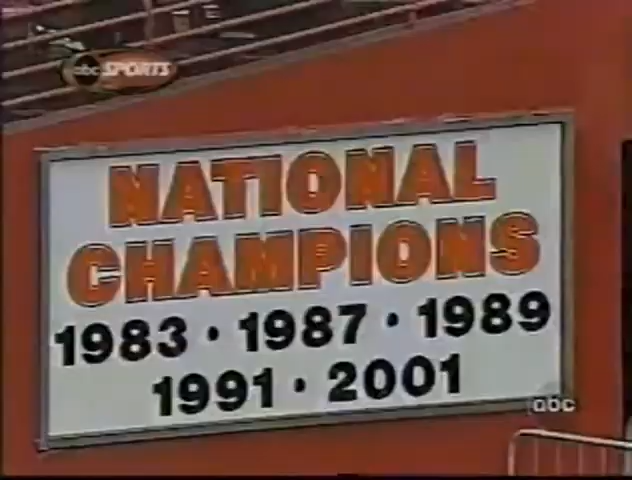 abc SPORTS
NATIONAL
CHAMPIONS
1983 · 1987 · 1989
1991 · 2001
abc